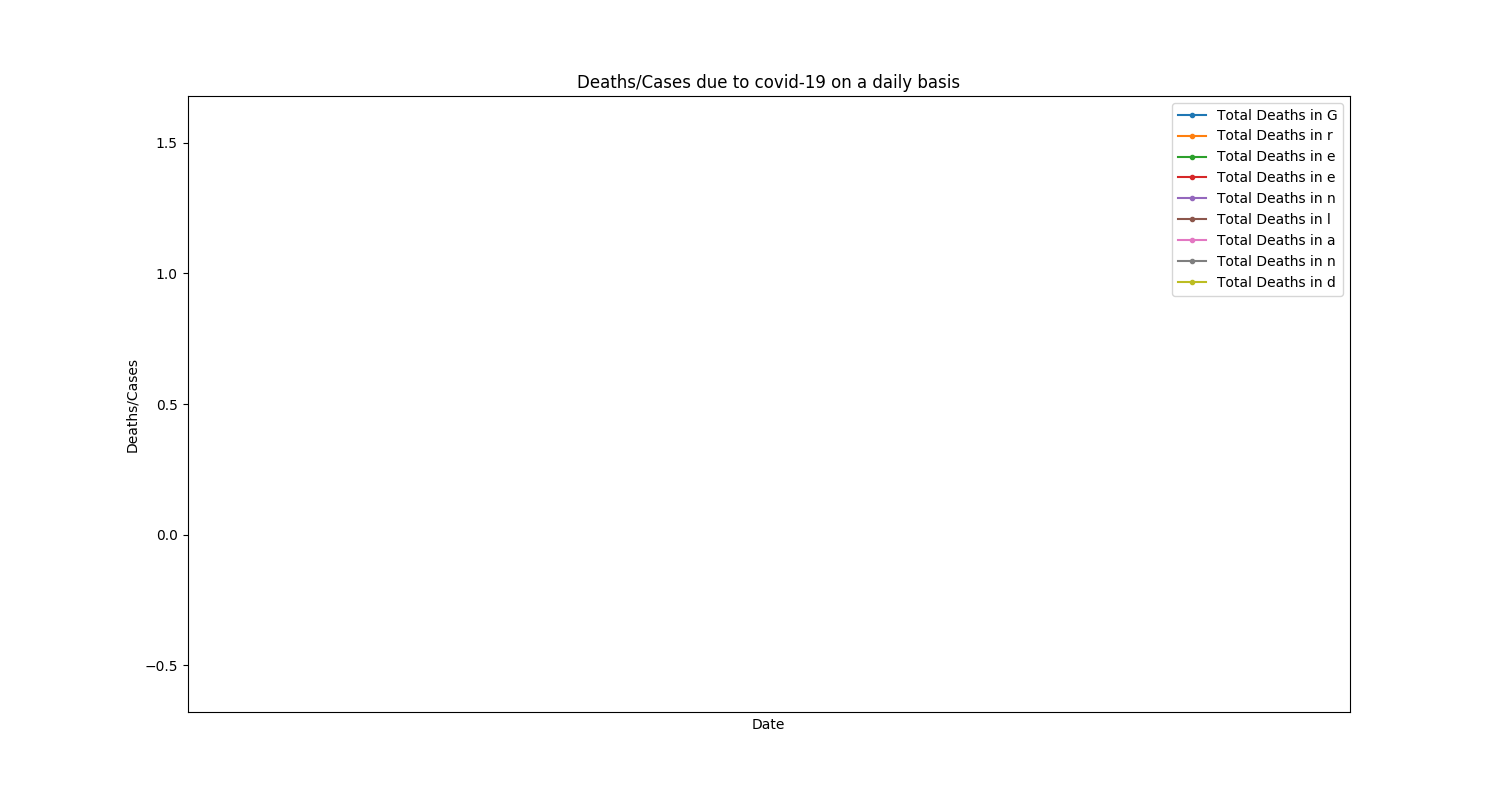 Deaths/Cases due to covid-19 on a daily basis
Total Deaths in G
Total Deaths in r
Total Deaths in e
Total Deaths in e
Total Deaths in n
Total Deaths in l
Total Deaths in a
Total Deaths in n
Total Deaths in d
1.5
1.0
0.5
0.0
−0.5
Deaths/Cases
Date